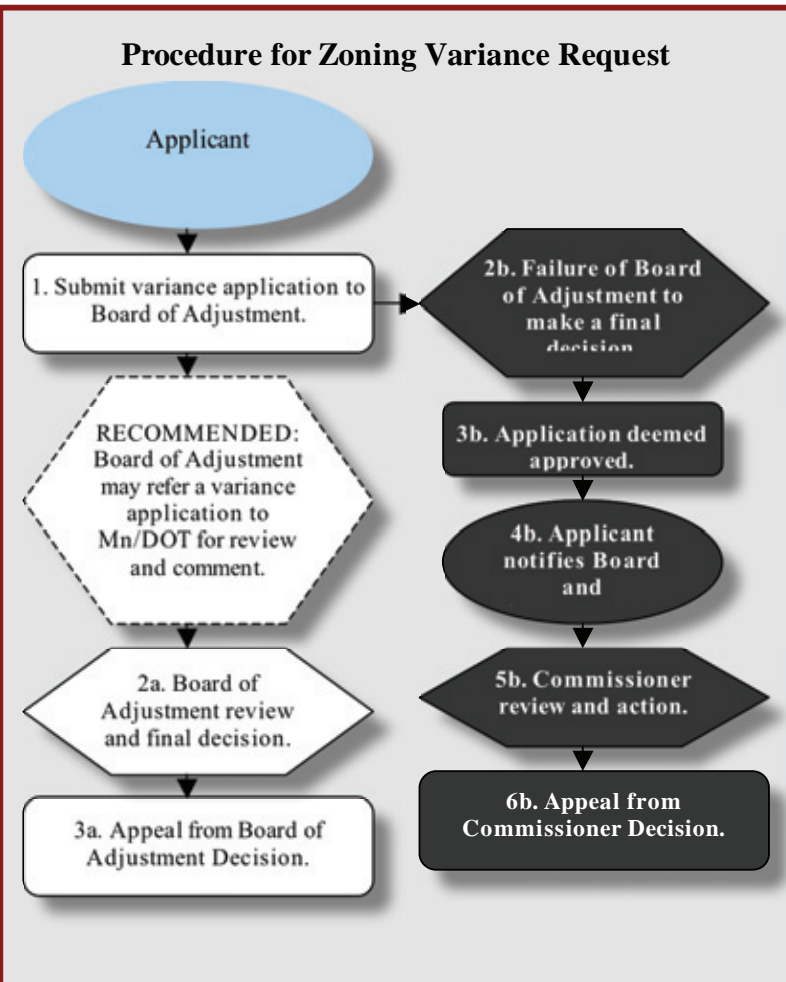 Procedure for Zoning Variance Request
Applicant
1. Submit variance application to
Board of Adjustment.
RECOMMENDED:
Board of Adjustment
may refer a variance
application to
Mn/DOT for review
and comment.
2a. Board of
Adjustment review
and final decision.
3a. Appeal from Board of
Adjustment Decision.
2b. Failure of Board
of Adjustment to
make a final
decision
3b. Application deemed
approved.
4b. Applicant
notifies Board
and
5b. Commissioner
review and action.
6b. Appeal from
Commissioner Decision.